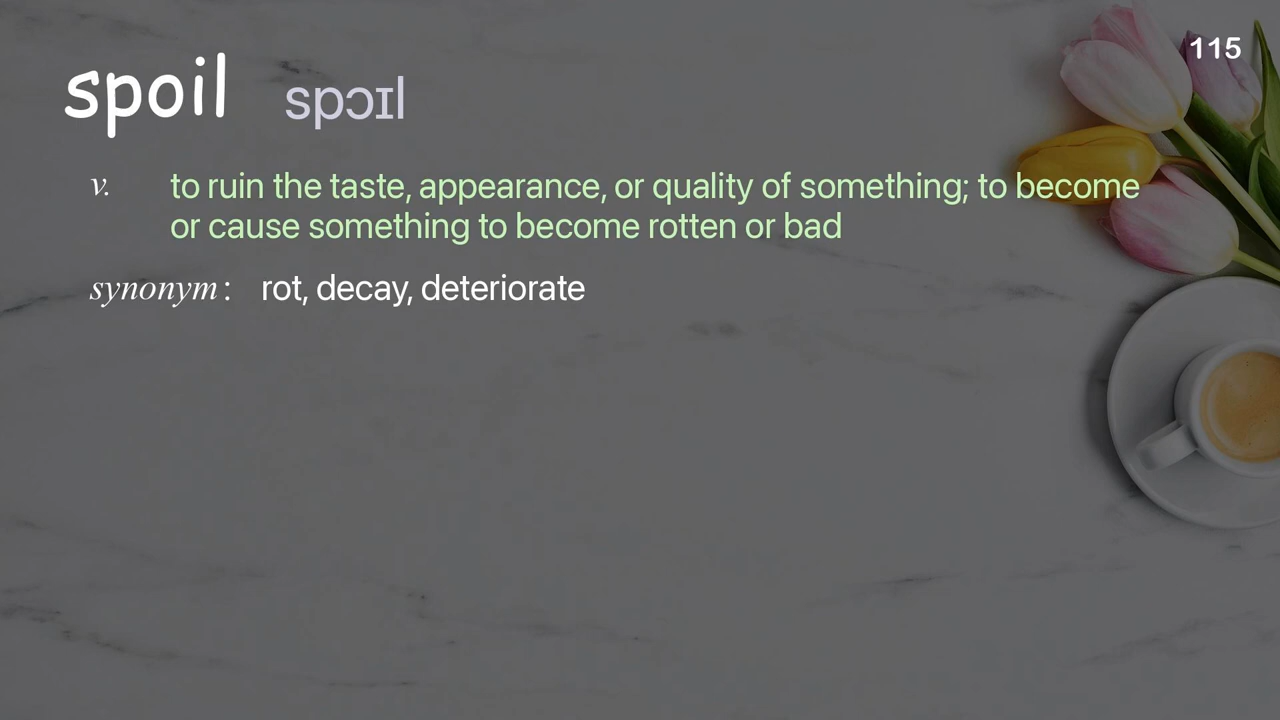 115
spoil spɔɪl
v. to ruin the taste, appearance, or quality of something; to become
or cause something to become rotten or bad
synonym: rot, decay, deteriorate